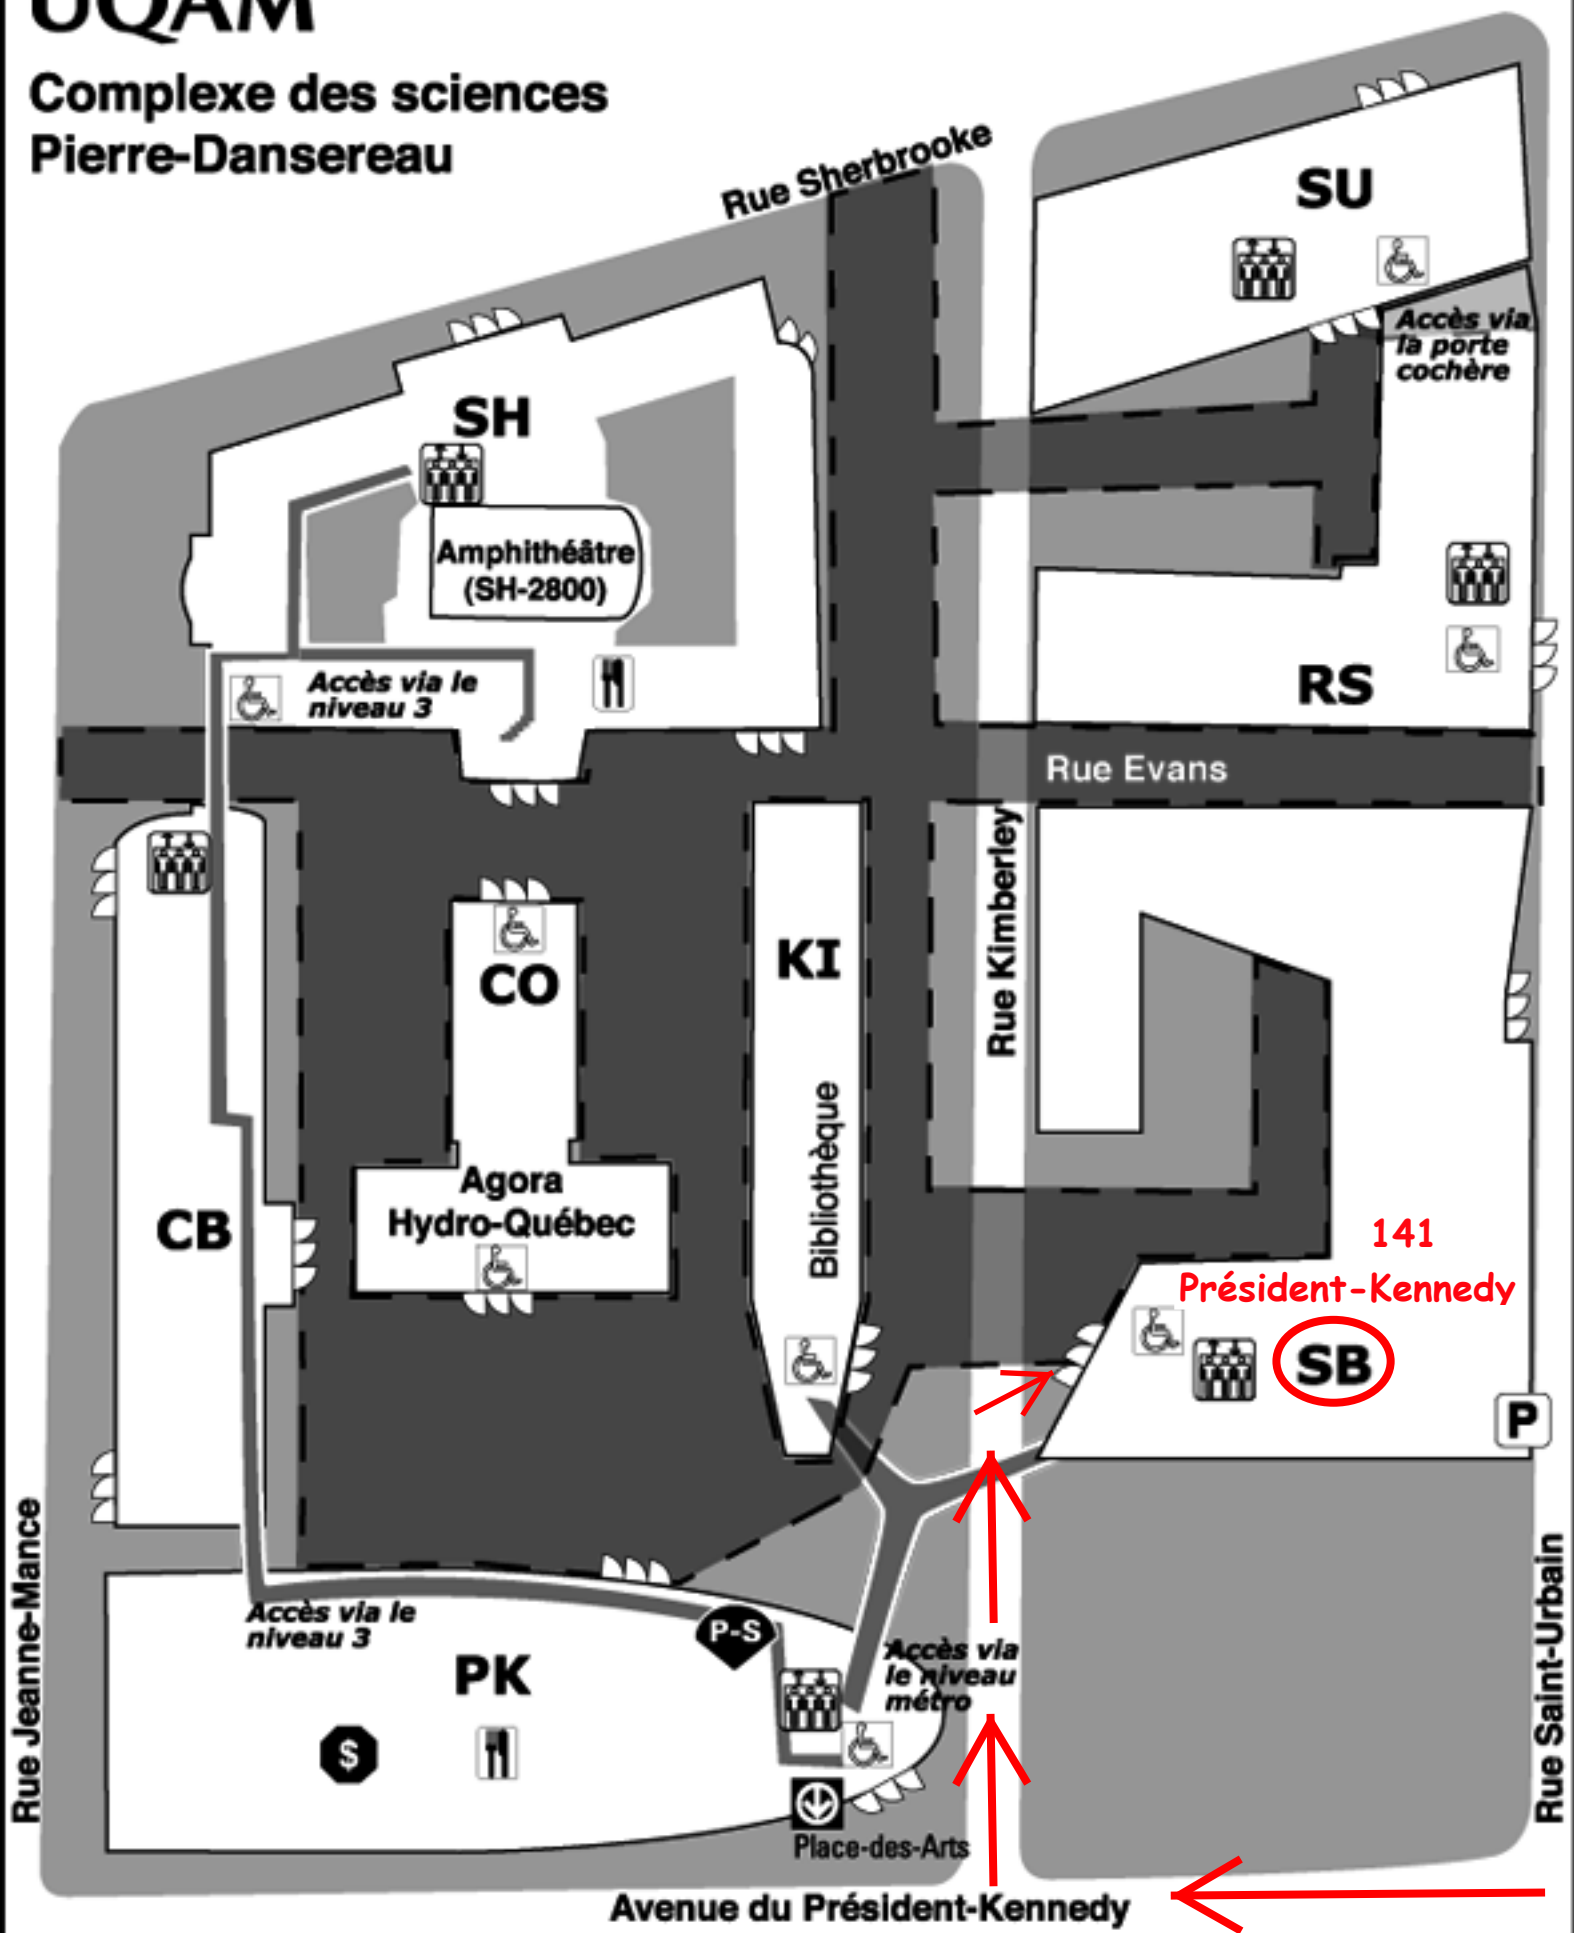 UQAM
Complexe des sciences
Pierre-Dansereau
Rue Sherbrooke
SU
Accès via
la porte
cochère
SH
Amphithéâtre
(SH-2800)
Accès via le
niveau 3
RS
Rue Evans
Rue Kimberley
CO
KI
Bibliothèque
Agora
Hydro-Québec
CB
141
Président-Kennedy
SB
P
Rue Jeanne-Mance
Rue Saint-Urbain
Accès via le
niveau 3
P-S
PK
Accès via
le niveau
métro
$
Place-des-Arts
Avenue du Président-Kennedy